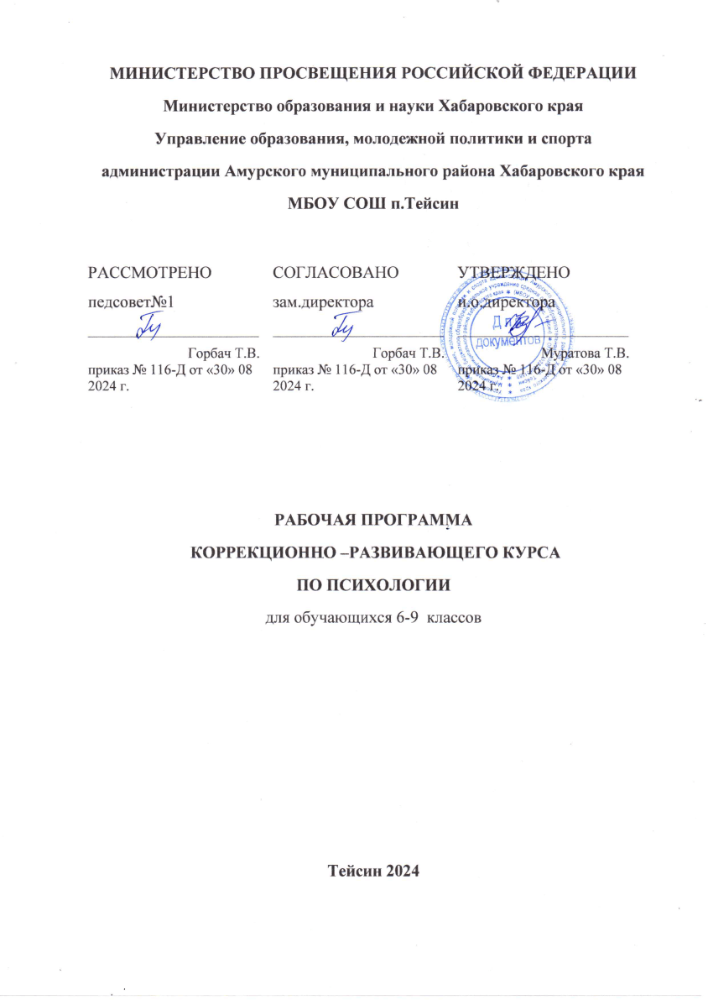 МИНИСТЕРСТВО ПРОСВЕЩЕНИЯ РОССИЙСКОЙ ФЕДЕРАЦИИ
Министерство образования и науки Хабаровского края
Управление образования, молодежной политики и спорта
администрации Амурского муниципального района Хабаровского края
МБОУ СОШ п.Тейсин
РАССМОТРЕНО
педсовет№1
Горбач Т.В.
приказ № 116-Д от «30» 08
2024 г.
СОГЛАСОВАНО
зам.директора
Горбач Т.В.
приказ № 116-Д от «30» 08
2024 г.
УТВЕРЖДЕНО
и.о.директора
Муратова Т.В.
приказ № 116-Д от «30» 08
2024 г.
Для
документов
РАБОЧАЯ ПРОГРАММА
КОРРЕКЦИОННО –РАЗВИВАЮЩЕГО КУРСА
ПО ПСИХОЛОГИИ
для обучающихся 6-9 классов
Тейсин 2024